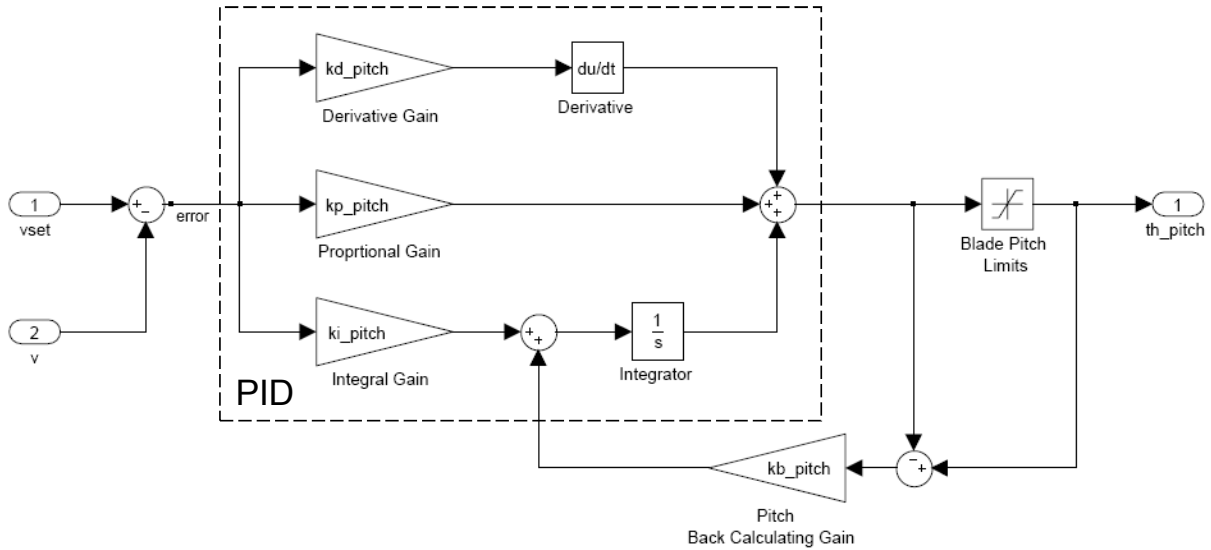 kd_pitch
du/dt
Derivative Gain
Derivative
1
vset
+
−
error
kp_pitch
Proprtional Gain
+
+
+
Blade Pitch
Limits
1
th_pitch
2
v
ki_pitch
Integral Gain
+
+
1
s
Integrator
PID
kb_pitch
−
+
Pitch
Back Calculating Gain